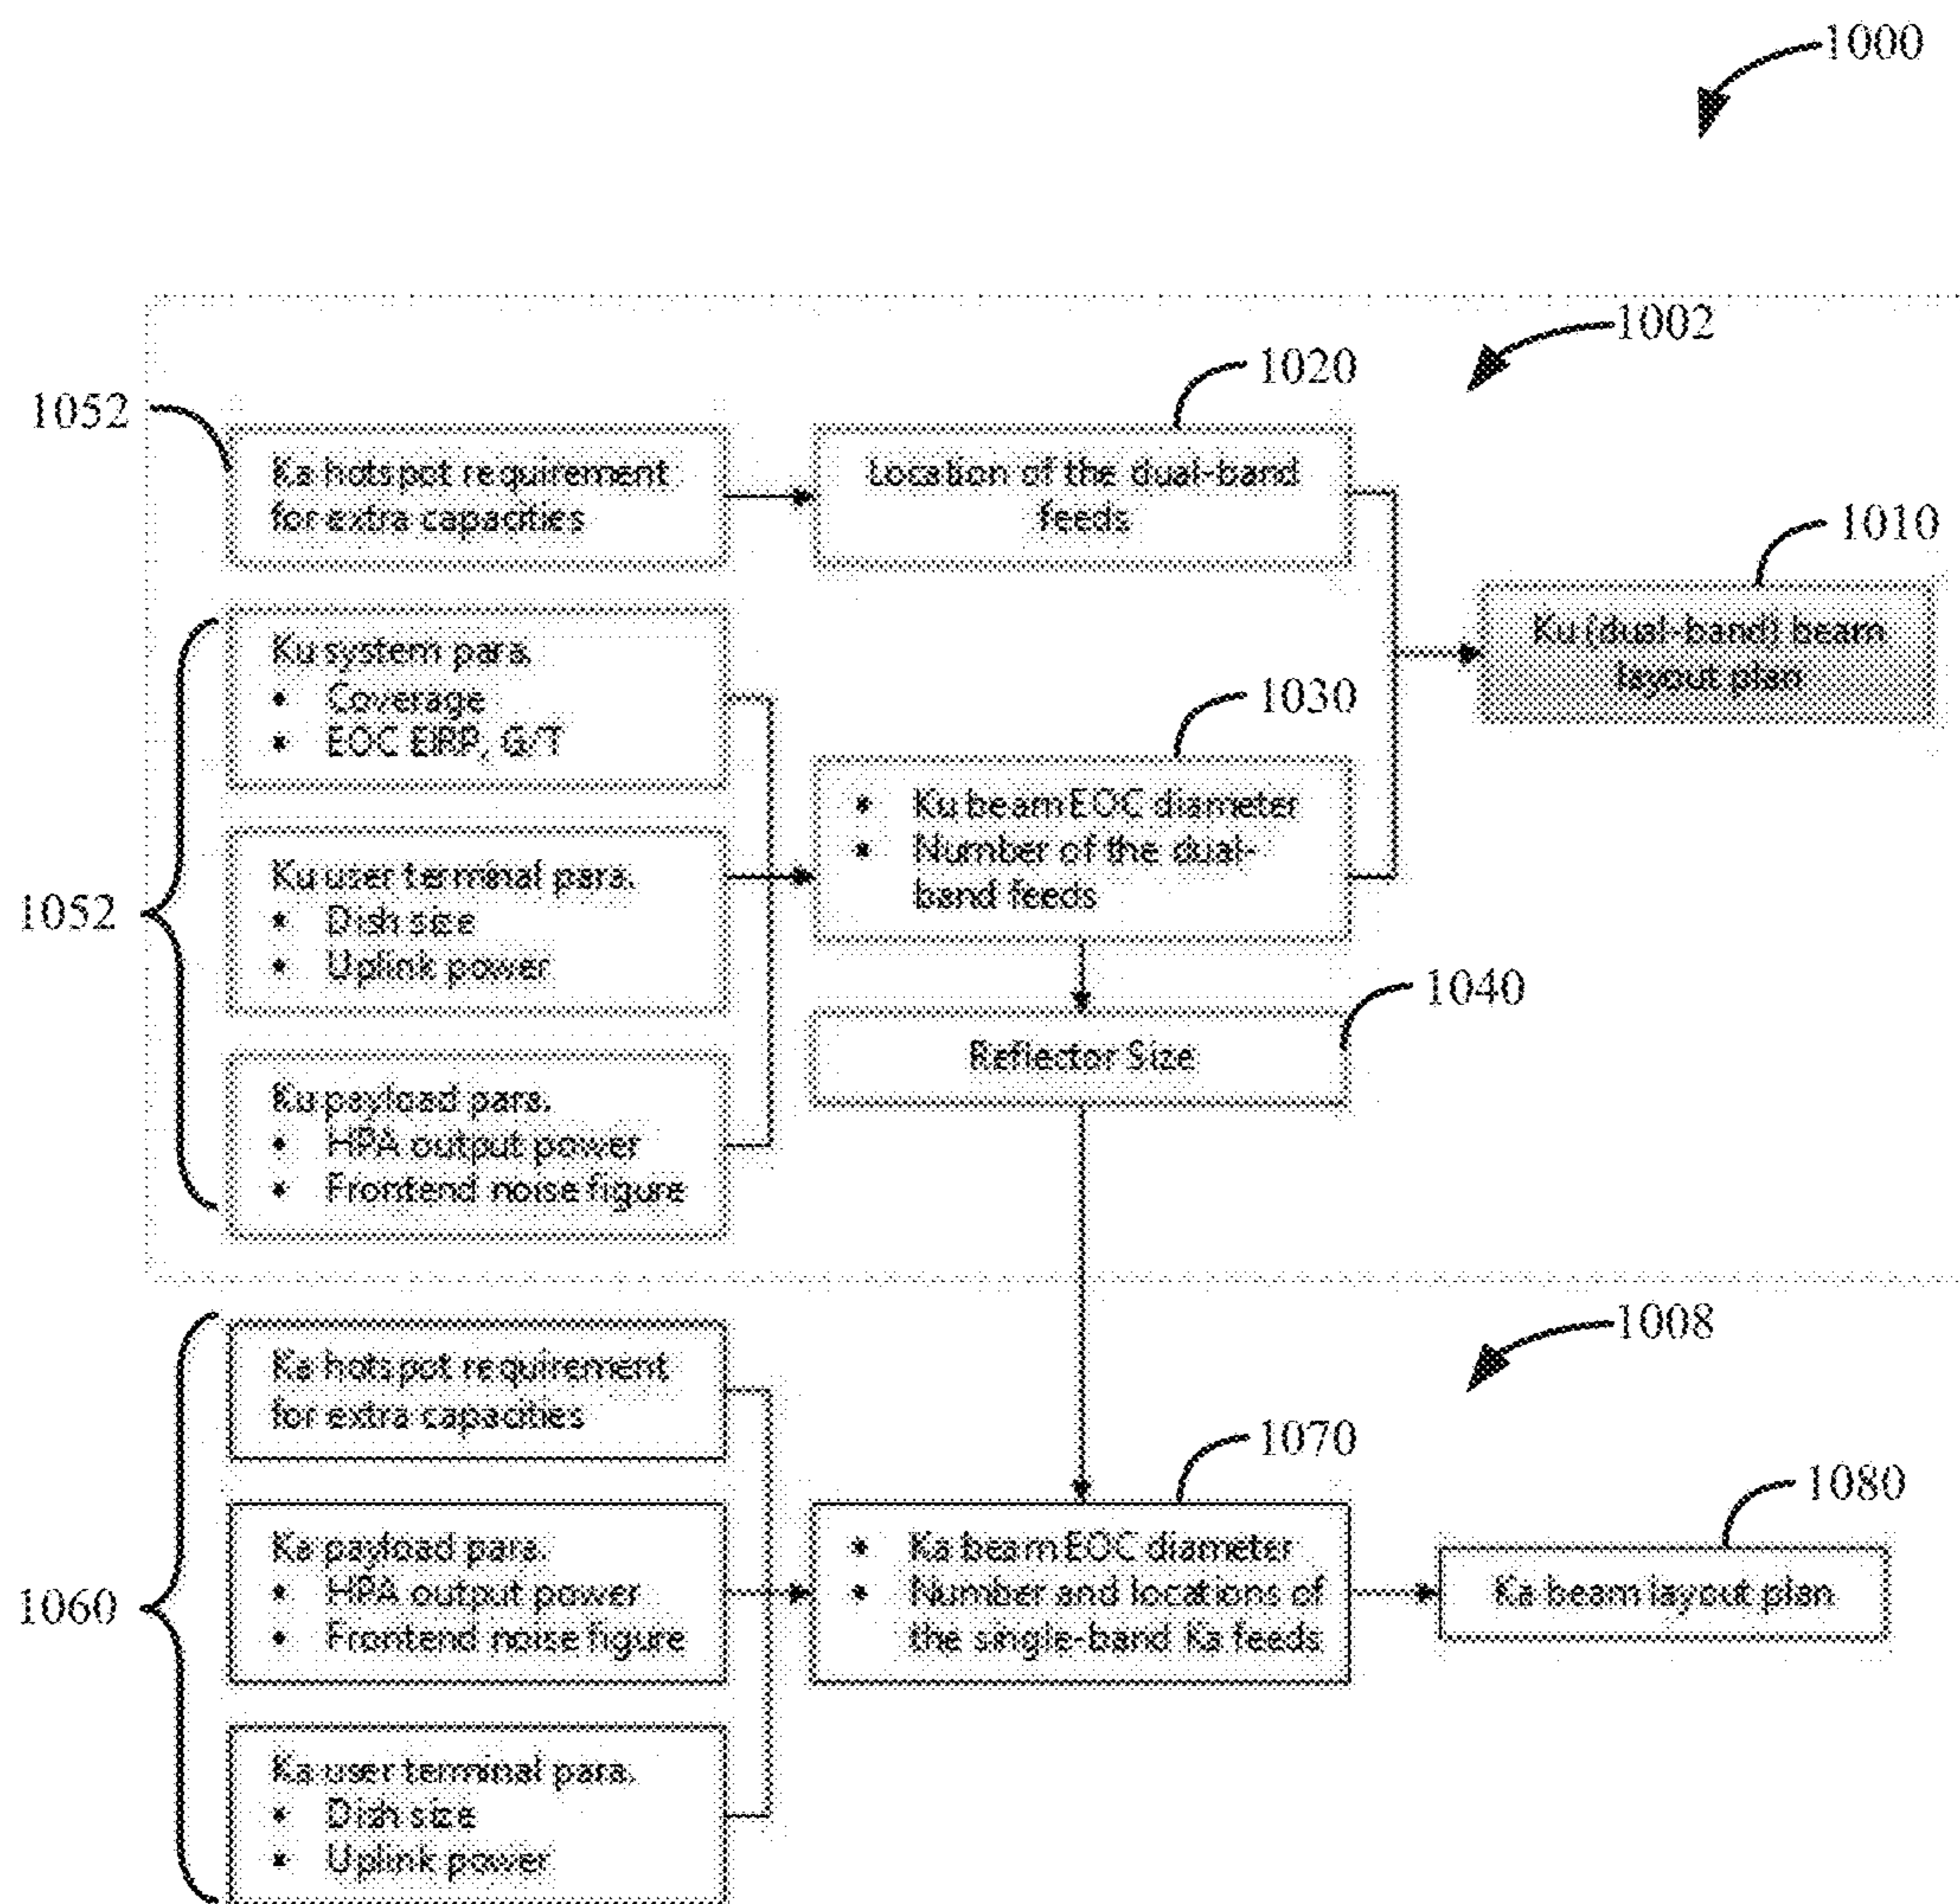 1000
1002
1020
1052
Ka hotspot requirement
for extra capacities
Location of the dual-band
feeds
1010
Ku (dual-band) beam
layout plan
Ku system para.
• Coverage
• EOC EIRP, G/T
1030
• Ku beam EOC diameter
• Number of the dual-
band feeds
1052
Ku user terminal para.
• Dish size
• Uplink power
1040
Reflector Size
Ku payload para.
• HPA output power
• Frontend noise figure
1008
Ka hotspot requirement
for extra capacities
1070
1080
1060
Ka payload para.
• HPA output power
• Frontend noise figure
• Ka beam EOC diameter
• Number and locations of
the single-band Ka feeds
Ka beam layout plan
Ka user terminal para.
• Dish size
• Uplink power